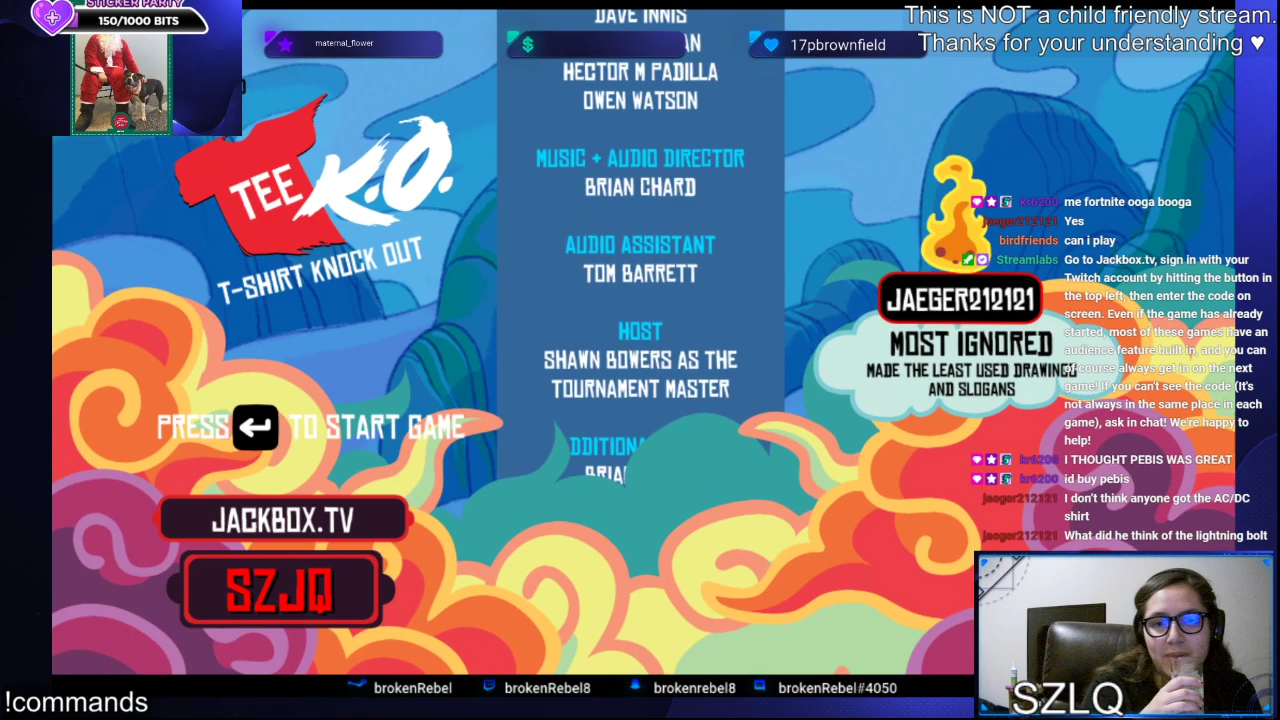 STICKER PARTY
150/1000 BITS
This is NOT a child friendly stream.
Thanks for your understanding ♥
maternal_flower
$
17pbrownfield
DAVE INNIS
HECTOR M PADILLA
OWEN WATSON
MUSIC + AUDIO DIRECTOR
BRIAN CHARD
AUDIO ASSISTANT
TOM BARRETT
HOST
SHAWN BOWERS AS THE
TOURNAMENT MASTER
TEE K.O.
T-SHIRT KNOCK OUT
PRESS TO START GAME
JACKBOX.TV
SZJQ
JAEGER212121
MOST IGNORED
MADE THE LEAST USED DRAWINGS
AND SLOGANS
kr6200 me fortnite ooga booga
jaeger212121 Yes
birdfriends can i play
Streamlabs Go to Jackbox.tv, sign in with your
Twitch account by hitting the button in
the top left, then enter the code on
screen. Even if the game has already
started, most of these games have an
audience feature built in, and you can
of course always get in on the next
game! If you can't see the code (It's
not always in the same place in each
game), ask in chat! We're happy to
help!
kr6200 I THOUGHT PEBIS WAS GREAT
kr6200 id buy pebis
jaeger212121 I don't think anyone got the AC/DC
shirt
jaeger212121 What did he think of the lightning bolt
!commands
brokenRebel
brokenRebel8
brokenrebel8
brokenRebel#4050
SZLQ